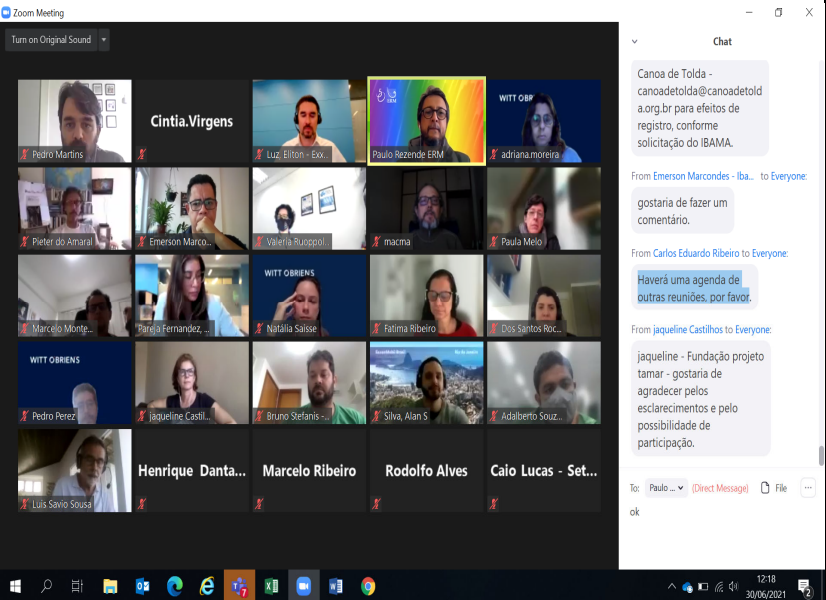 Zoom Meeting
Turn on Original Sound
Chat
Canoa de Tolda -
canoadetolda@canoadetold
a.org.br para efeitos de
registro, conforme
solicitação do IBAMA.
From Emerson Marcondes - Iba... to Everyone:
gostaria de fazer um
comentário.
From Carlos Eduardo Ribeiro to Everyone:
Haverá uma agenda de
outras reuniões, por favor.
From jaqueline Castilhos to Everyone:
jaqueline - Fundação projeto
tamar - gostaria de
agradecer pelos
esclarecimentos e pelo
possibilidade de
participação.
To: Paulo ... (Direct Message) File ...
ok
Pedro Martins
Cintia.Virgens
Luz, Eliton - Exx...
ERM
Paulo Rezende ERM
WITT OBR
adriana.moreira
Pieter do Amaral
Emerson Marco...
Valeria Ruoppol...
macma
Paula Melo
Marcelo Monte...
Pareja Fernandez, ...
WITT OBRIENS
Natália Saisse
Fatima Ribeiro
Dos Santos Roc...
WITT OBRIENS
Pedro Perez
jaqueline Castil...
Bruno Stefanis -...
Silva, Alan S
Adalberto Souz...
Luis Savio Sousa
Henrique Danta...
Marcelo Ribeiro
Rodolfo Alves
Caio Lucas - Set...
7
12:18
30/06/2021
2